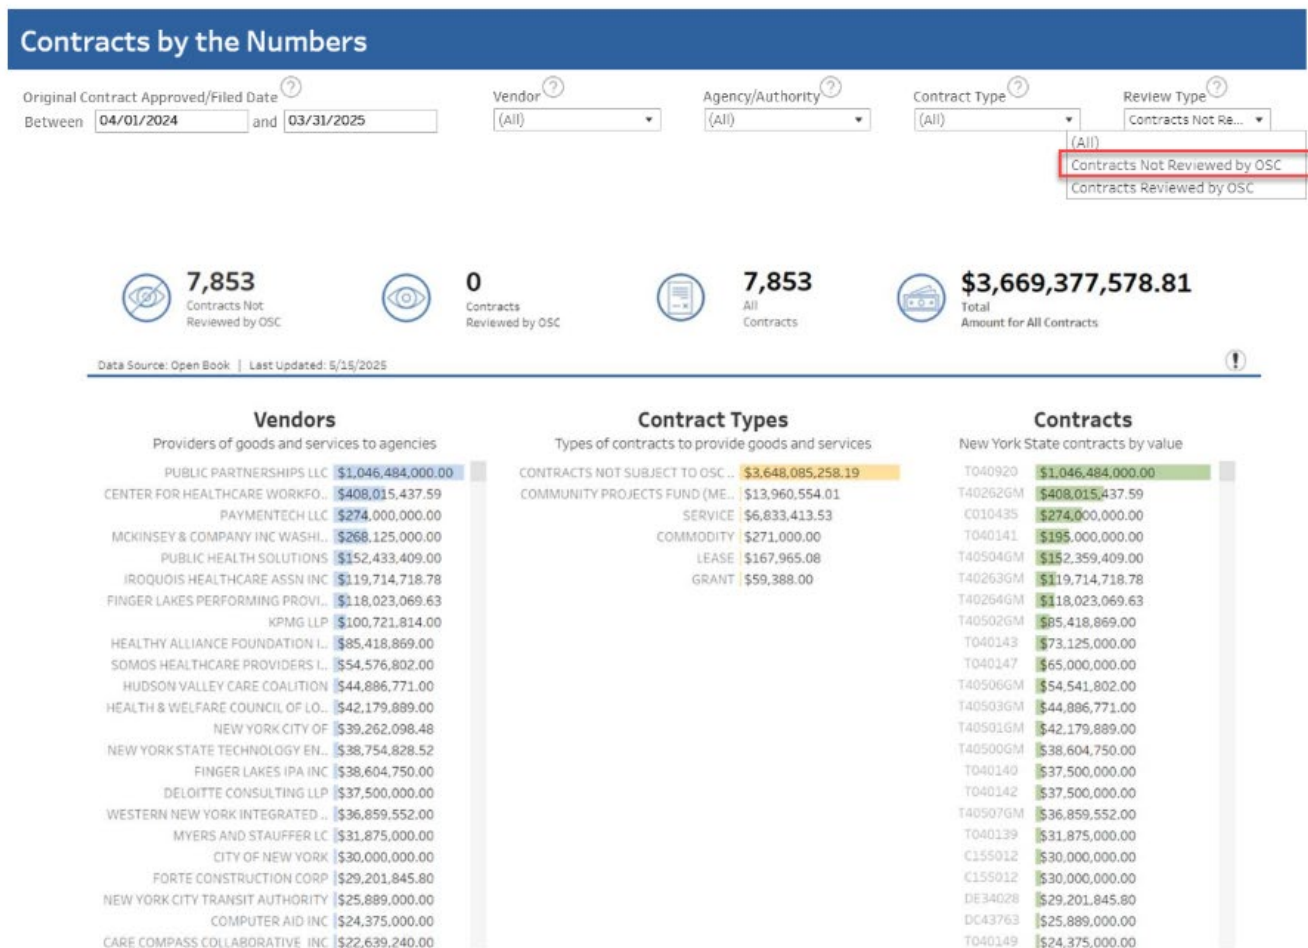 Contracts by the Numbers
Original Contract Approved/Filed Date ?
Between 04/01/2024 and 03/31/2025
Vendor ?
(All)
Agency/Authority ?
(All)
Contract Type ?
(All)
Review Type ?
Contracts Not Re...
(All)
Contracts Not Reviewed by OSC
Contracts Reviewed by OSC
7,853
Contracts Not
Reviewed by OSC
0
Contracts
Reviewed by OSC
7,853
All
Contracts
$3,669,377,578.81
Total
Amount for All Contracts
Data Source: Open Book | Last Updated: 5/15/2025
!
Vendors
Providers of goods and services to agencies
PUBLIC PARTNERSHIPS LLC $1,046,484,000.00
CENTER FOR HEALTHCARE WORKFO.. $408,015,437.59
PAYMENTECH LLC $274,000,000.00
MCKINSEY & COMPANY INC WASHI.. $268,125,000.00
PUBLIC HEALTH SOLUTIONS $152,433,409.00
IROQUOIS HEALTHCARE ASSN INC $119,714,718.78
FINGER LAKES PERFORMING PROVI.. $118,023,069.63
KPMG LLP $100,721,814.00
HEALTHY ALLIANCE FOUNDATION I.. $85,418,869.00
SOMOS HEALTHCARE PROVIDERS I.. $54,576,802.00
HUDSON VALLEY CARE COALITION $44,886,771.00
HEALTH & WELFARE COUNCIL OF LO.. $42,179,889.00
NEW YORK CITY OF $39,262,098.48
NEW YORK STATE TECHNOLOGY EN.. $38,754,828.52
FINGER LAKES IPA INC $38,604,750.00
DELOITTE CONSULTING LLP $37,500,000.00
WESTERN NEW YORK INTEGRATED .. $36,859,552.00
MYERS AND STAUFFER LC $31,875,000.00
CITY OF NEW YORK $30,000,000.00
FORTE CONSTRUCTION CORP $29,201,845.80
NEW YORK CITY TRANSIT AUTHORITY $25,889,000.00
COMPUTER AID INC $24,375,000.00
CARE COMPASS COLLABORATIVE INC $22,639,240.00
Contract Types
Types of contracts to provide goods and services
CONTRACTS NOT SUBJECT TO OSC .. $3,648,085,258.19
COMMUNITY PROJECTS FUND (ME.. $13,960,554.01
SERVICE $6,833,413.53
COMMODITY $271,000.00
LEASE $167,965.08
GRANT $59,388.00
Contracts
New York State contracts by value
T040920 $1,046,484,000.00
T40262GM $408,015,437.59
C010435 $274,000,000.00
T040141 $195,000,000.00
T40504GM $152,359,409.00
T40263GM $119,714,718.78
T40264GM $118,023,069.63
T40502GM $85,418,869.00
T040143 $73,125,000.00
T040147 $65,000,000.00
T40506GM $54,541,802.00
T40503GM $44,886,771.00
T40501GM $42,179,889.00
T40500GM $38,604,750.00
T040140 $37,500,000.00
T040142 $37,500,000.00
T40507GM $36,859,552.00
T040139 $31,875,000.00
C155012 $30,000,000.00
C155012 $30,000,000.00
DE34028 $29,201,845.80
DC43763 $25,889,000.00
T040149 $24,375,000.00